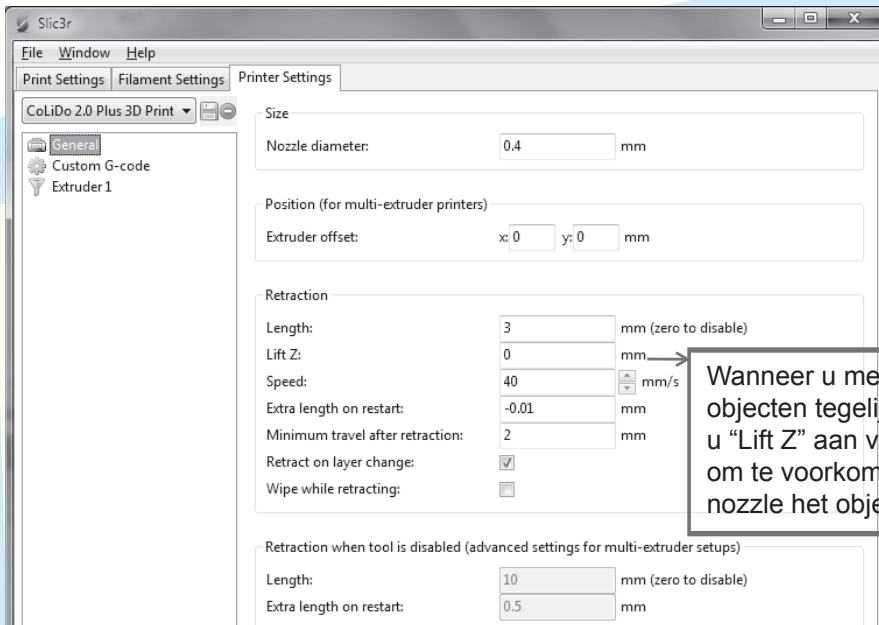 Slic3r
File Window Help
Print Settings Filament Settings Printer Settings
CoLiDo 2.0 Plus 3D Print
General
Custom G-code
Extruder 1
Size
Nozzle diameter: 0.4 mm
Position (for multi-extruder printers)
Extruder offset: x: 0 y: 0 mm
Retraction
Length: 3 mm (zero to disable)
Lift Z: 0 mm
Speed: 40 mm/s
Extra length on restart: -0.01 mm
Minimum travel after retraction: 2 mm
Retract on layer change:
Wipe while retracting:
Wanneer u
objecten
u “Lift Z” aan
om te
nozzle het
Retraction when tool is disabled (advanced settings for multi-extruder setups)
Length: 10 mm (zero to disable)
Extra length on restart: 0.5 mm